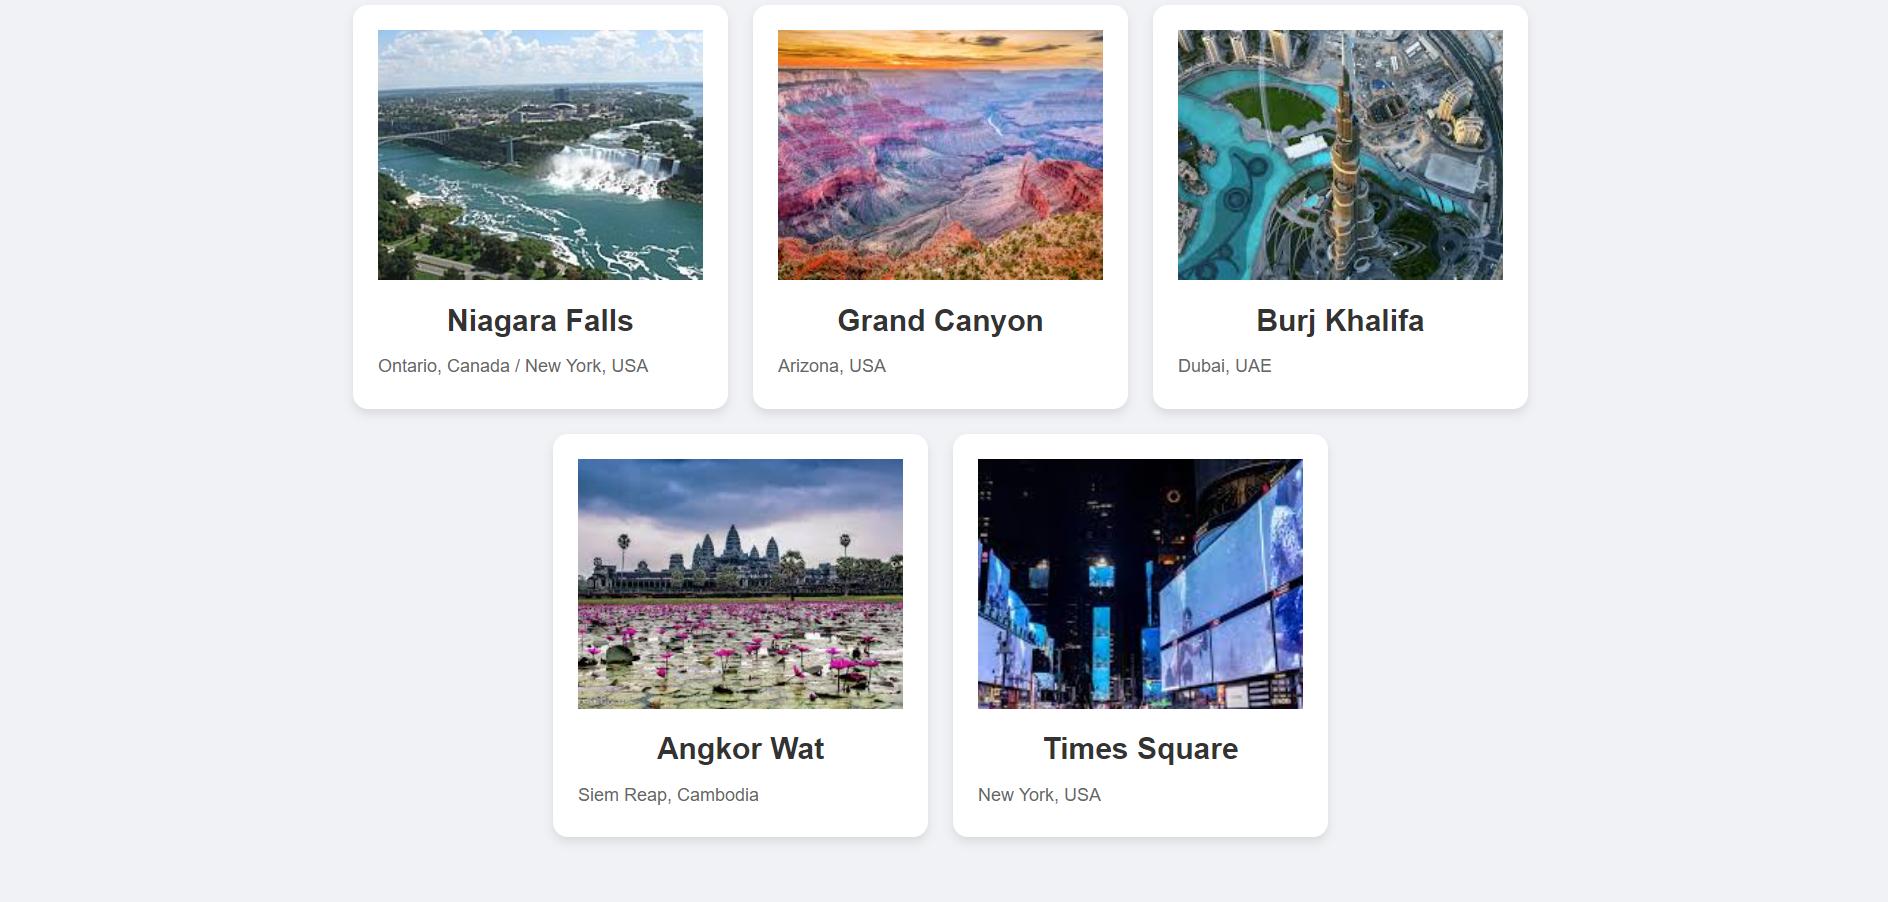 Niagara Falls
Ontario, Canada / New York, USA
Grand Canyon
Arizona, USA
Burj Khalifa
Dubai, UAE
Angkor Wat
Siem Reap, Cambodia
Times Square
New York, USA